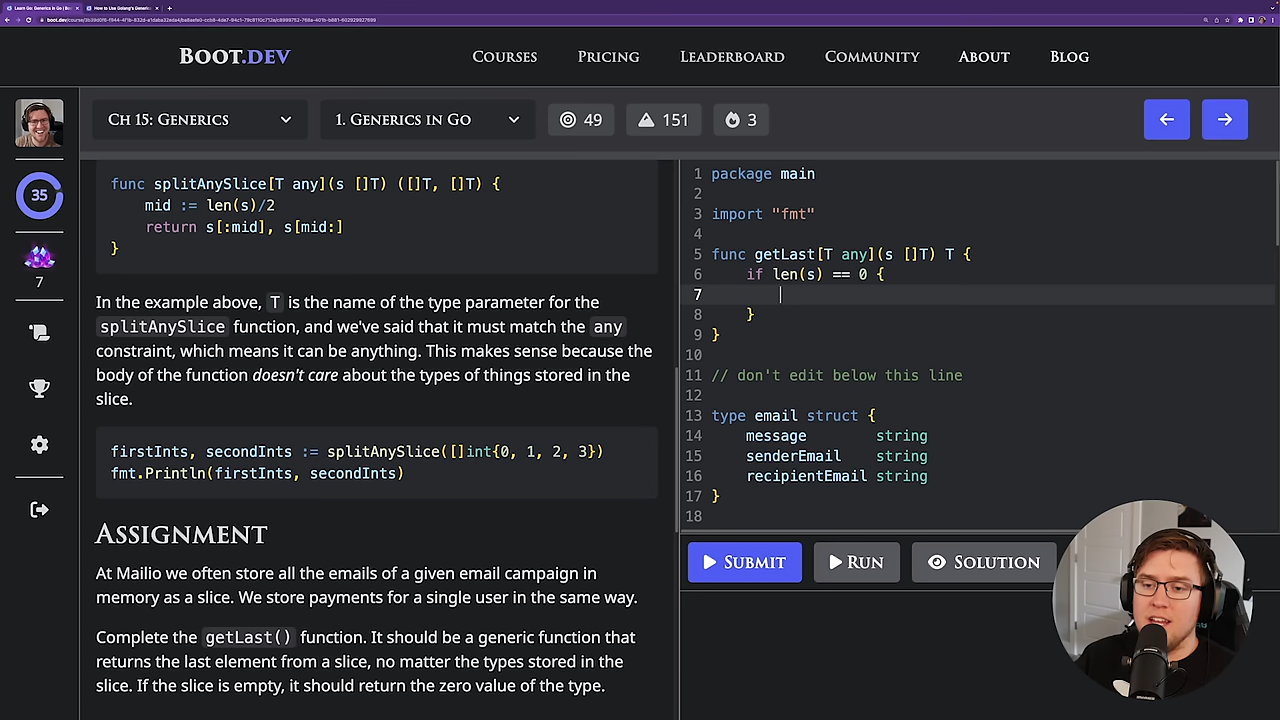 Learn Go: Generics in Go
How to Use Golang's Generics
BOOT.DEV
COURSES
PRICING
LEADERBOARD
COMMUNITY
ABOUT
BLOG
CH 15: GENERICS
1. GENERICS IN GO
49
151
3
35
7
func splitAnySlice[T any](s []T) ([]T, []T) {
mid := len(s)/2
return s[:mid], s[mid:]
}
In the example above, T is the name of the type parameter for the
splitAnySlice function, and we've said that it must match the any
constraint, which means it can be anything. This makes sense because the
body of the function doesn't care about the types of things stored in the
slice.
firstInts, secondInts := splitAnySlice([]int{0, 1, 2, 3})
fmt.Println(firstInts, secondInts)
ASSIGNMENT
At Mailio we often store all the emails of a given email campaign in
memory as a slice. We store payments for a single user in the same way.
Complete the getLast() function. It should be a generic function that
returns the last element from a slice, no matter the types stored in the
slice. If the slice is empty, it should return the zero value of the type.
1 package main
2
3 import "fmt"
4
5 func getLast[T any](s []T) T {
6 if len(s) == 0 {
7
8 }
9 }
10
11 // don't edit below this line
12
13 type email struct {
14 message string
15 senderEmail string
16 recipientEmail string
17 }
18
SUBMIT
RUN
SOLUTION